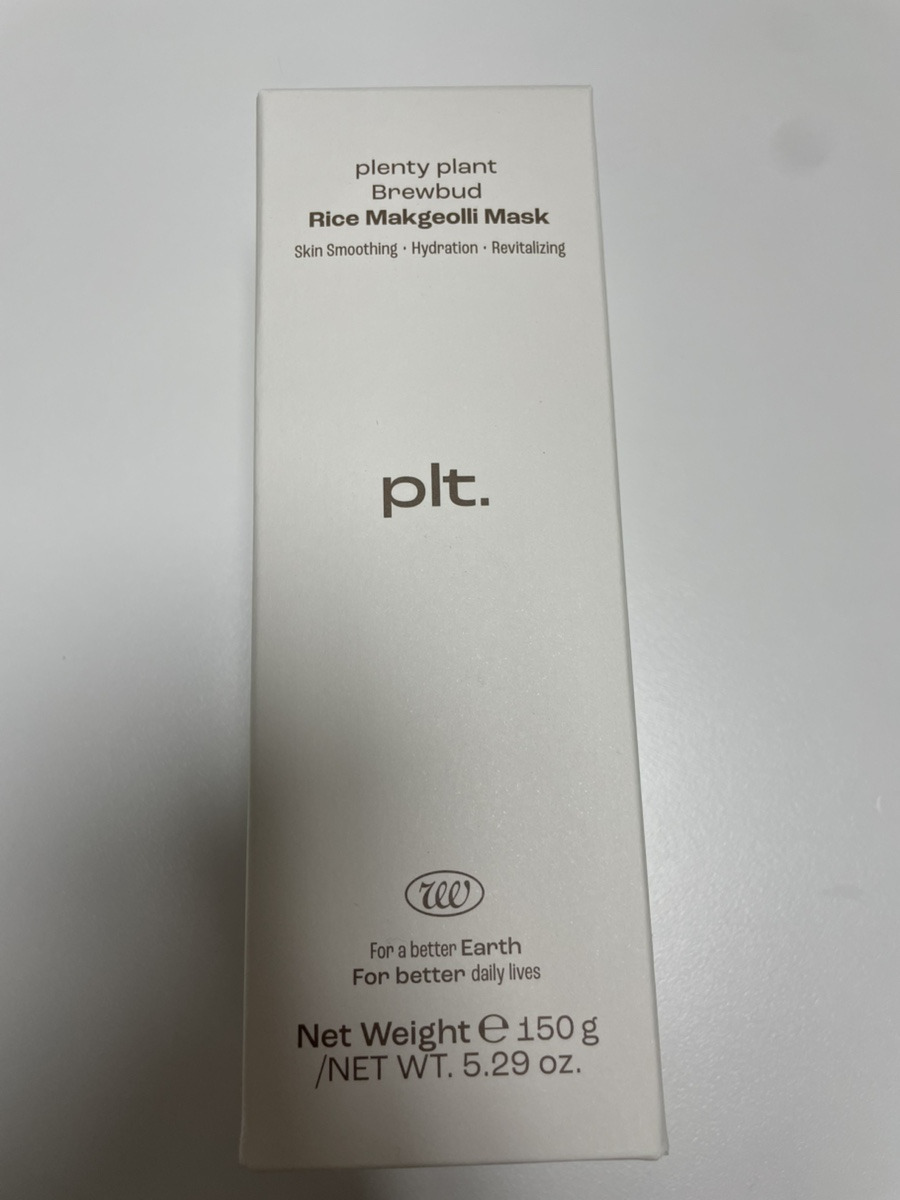 plenty plant
Brewbud
Rice Makgeolli Mask
Skin Smoothing · Hydration · Revitalizing
plt.
For a better Earth
For better daily lives
Net Weight ℮ 150 g
/NET WT. 5.29 oz.